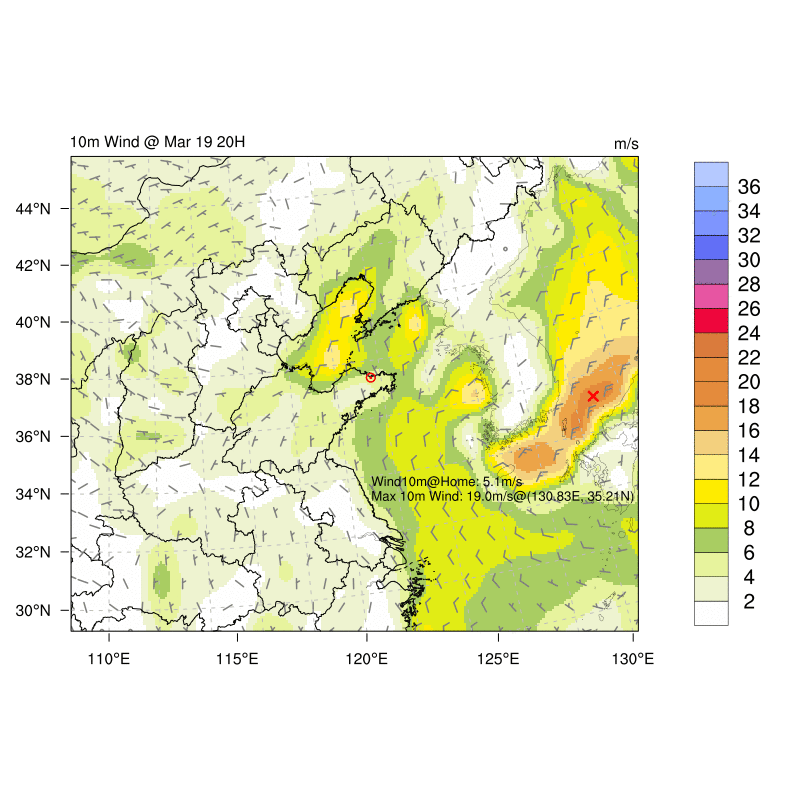 10m Wind @ Mar 19 20H
m/s
44°N
42°N
40°N
38°N
36°N
34°N
32°N
30°N
110°E
115°E
120°E
125°E
130°E
Wind10m@Home: 5.1m/s
Max 10m Wind: 19.0m/s@(130.83E, 35.21N)
36
34
32
30
28
26
24
22
20
18
16
14
12
10
8
6
4
2